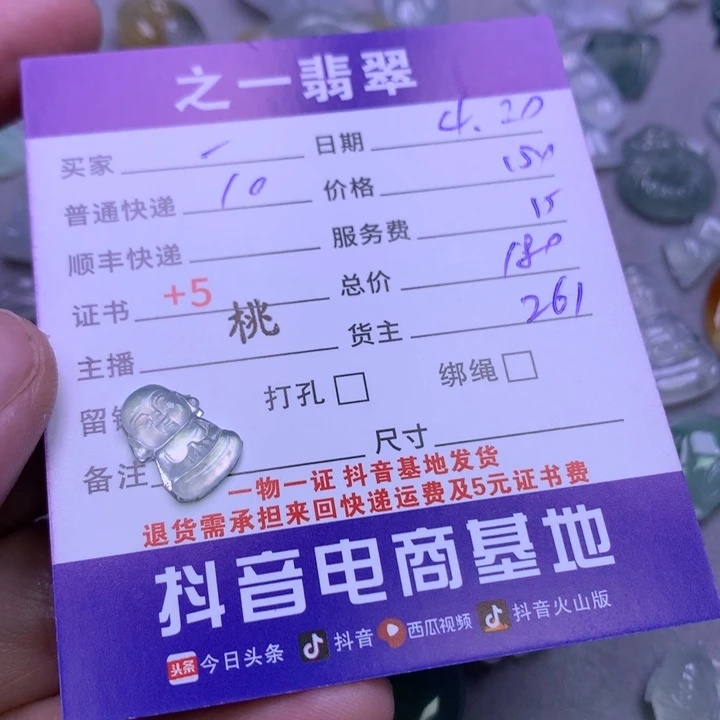 之一翡翠
买家 日期 4.20
普通快递 10 价格 150
顺丰快递 服务费 15
证书 +5 总价 180
主播 桃 货主 261
留 打孔 绑绳
备注 尺寸
一物一证 抖音基地发货
退货需承担来回快递运费及5元证书费
抖音电商基地
头条 今日头条 抖音 西瓜视频 抖音火山版